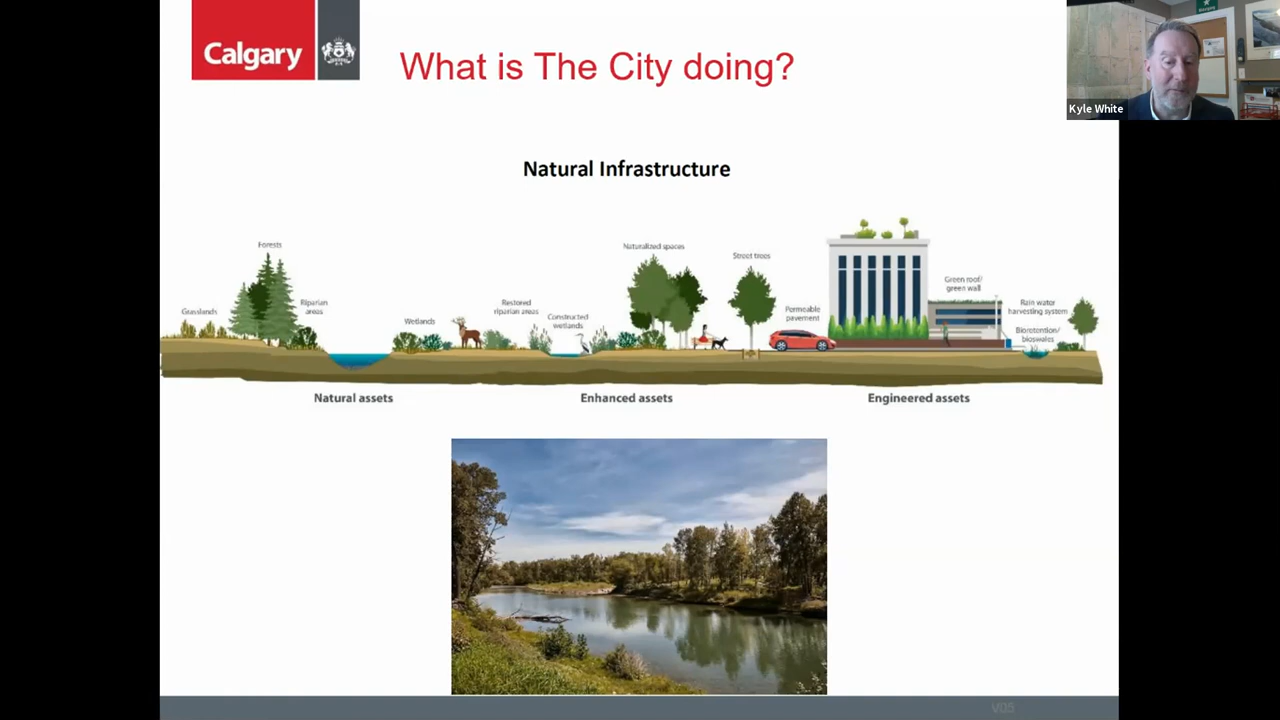 Calgary
What is The City doing?
Kyle White
Natural Infrastructure
Grasslands
Forests
Riparian
areas
Wetlands
Restored
riparian areas
Constructed
wetlands
Naturalized spaces
Street trees
Permeable
pavement
Green roof/
green wall
Rain water
harvesting system
Bioretention/
bioswales
Natural assets
Enhanced assets
Engineered assets
V05